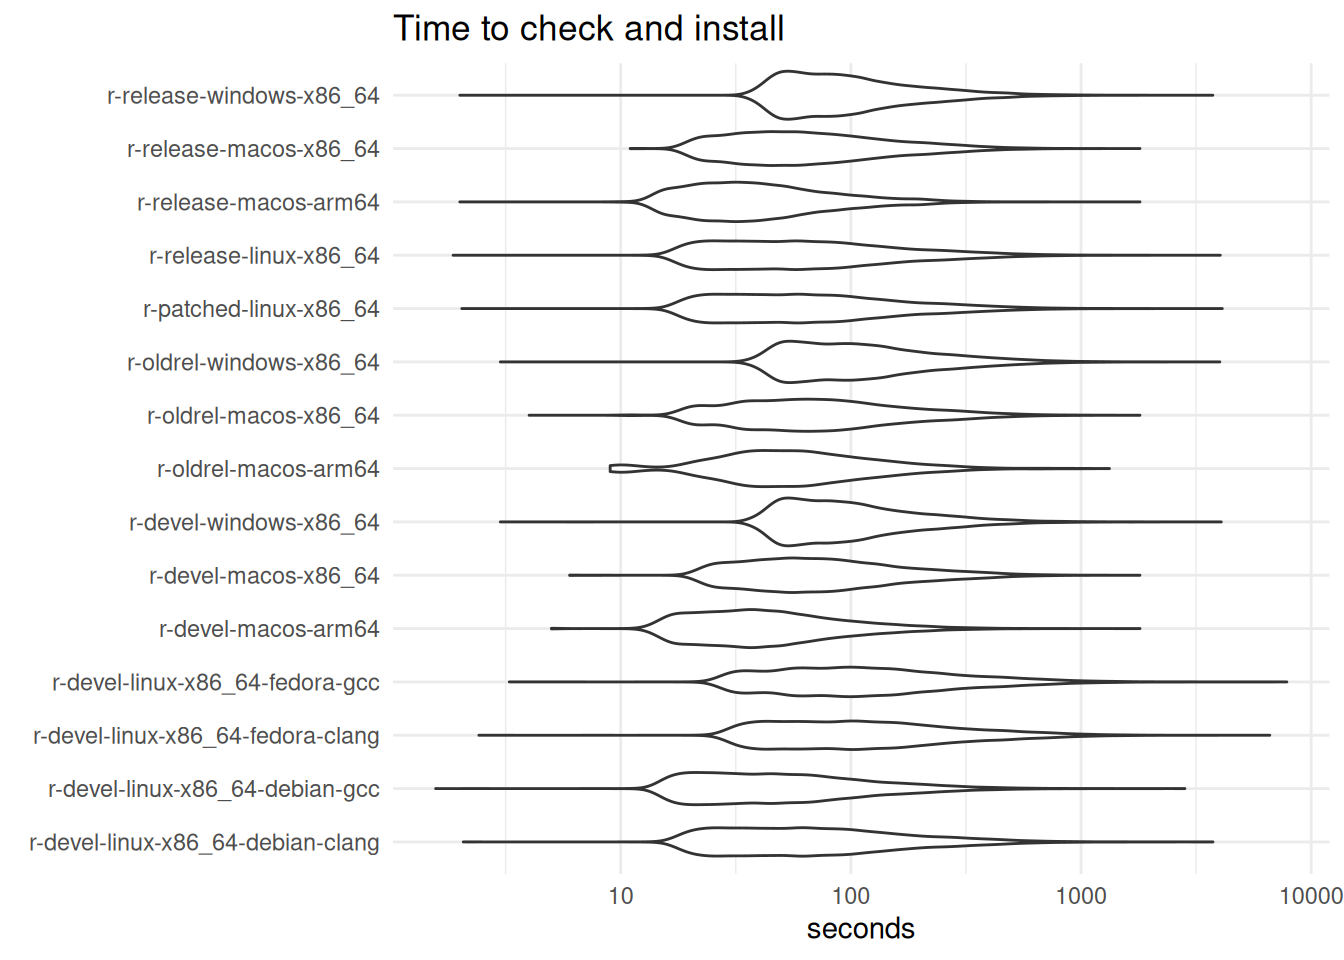 Time to check and install
r-release-windows-x86_64
r-release-macos-x86_64
r-release-macos-arm64
r-release-linux-x86_64
r-patched-linux-x86_64
r-oldrel-windows-x86_64
r-oldrel-macos-x86_64
r-oldrel-macos-arm64
r-devel-windows-x86_64
r-devel-macos-x86_64
r-devel-macos-arm64
r-devel-linux-x86_64-fedora-gcc
r-devel-linux-x86_64-fedora-clang
r-devel-linux-x86_64-debian-gcc
r-devel-linux-x86_64-debian-clang
10 100 1000 10000
seconds